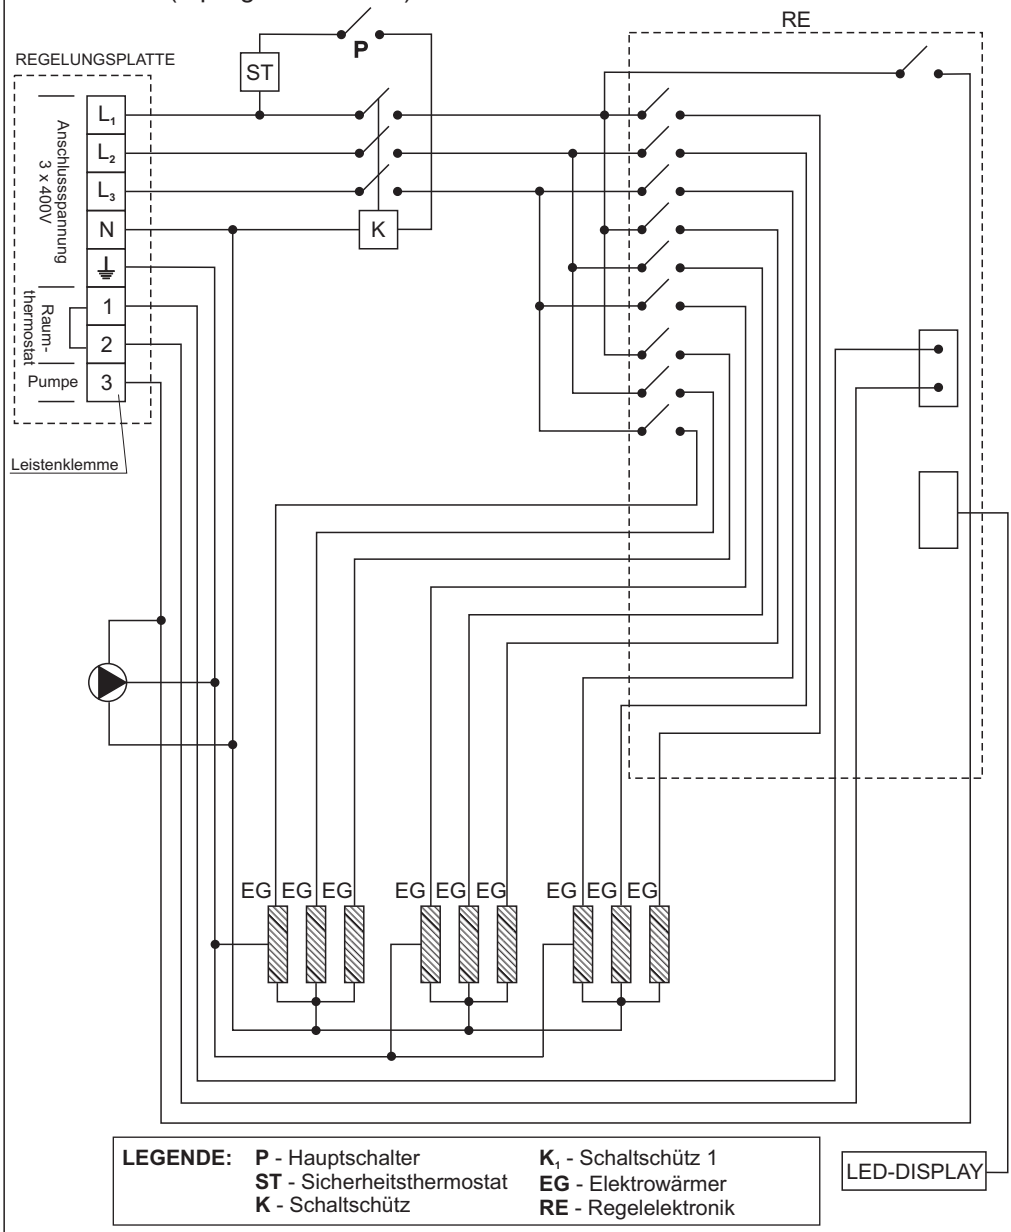 RE
P
REGELUNGSPLATTE
ST
L1
L2
L3
N
Anschlussspannung
3 x 400V
K
1
2
3
Raum-
thermostat
Pumpe
Leistenklemme
EG EG EG EG EG EG EG EG EG
LEGENDE:
P - Hauptschalter
ST - Sicherheitsthermostat
K - Schaltschütz
K1 - Schaltschütz 1
EG - Elektrowärmer
RE - Regelelektronik
LED-DISPLAY